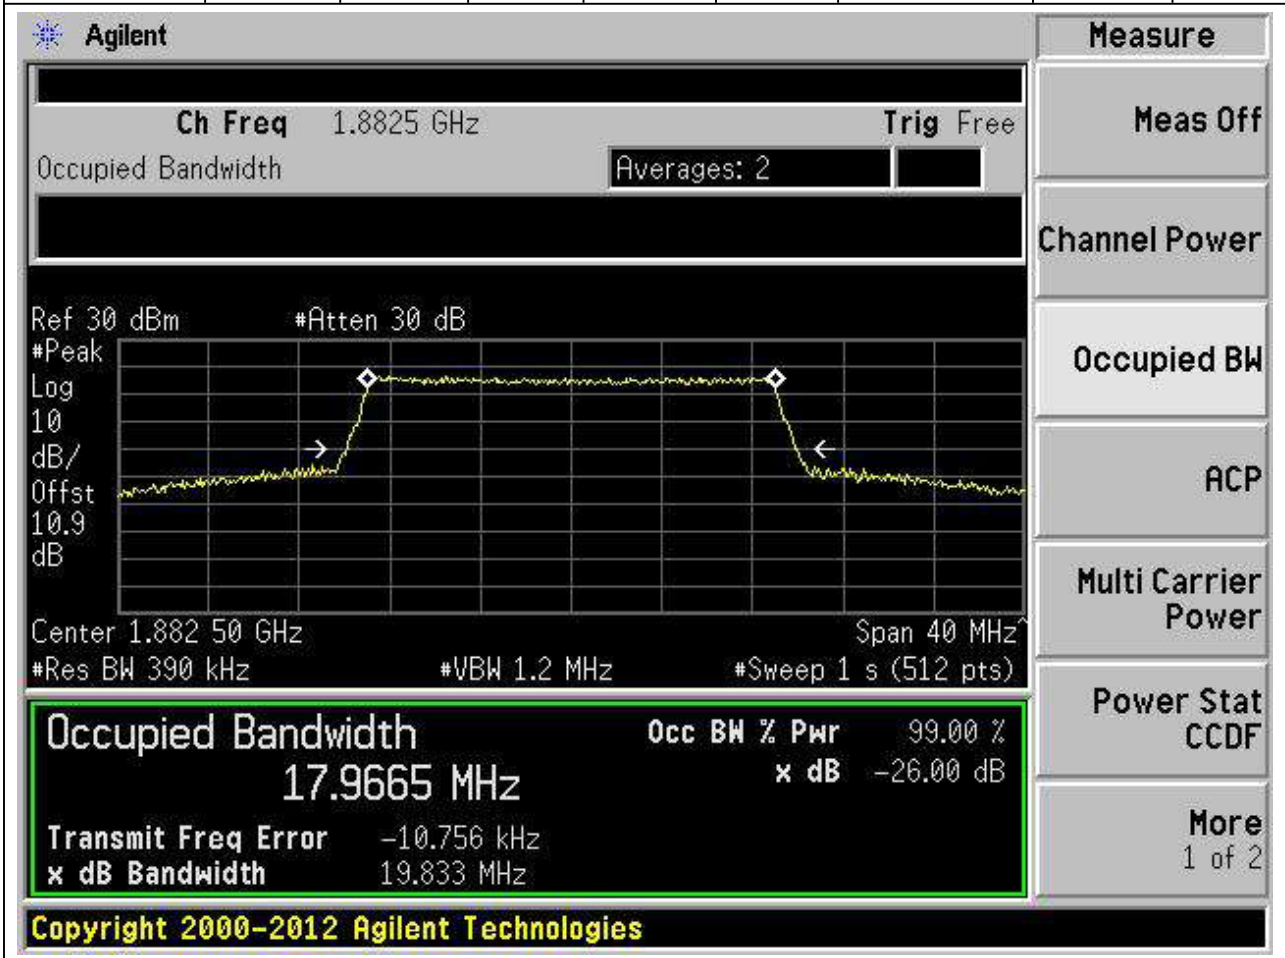 Agilent
Measure
Ch Freq 1.8825 GHz Trig Free
Occupied Bandwidth Averages: 2
Meas Off
Channel Power
Occupied BW
ACP
Multi Carrier
Power
Power Stat
CCDF
More
1 of 2
Ref 30 dBm #Atten 30 dB
#Peak
Log
10
dB/
Offst
10.9
dB
Center 1.882 50 GHz Span 40 MHz^
#Res BW 390 kHz #VBW 1.2 MHz #Sweep 1 s (512 pts)
Occupied Bandwidth Occ BW % Pwr 99.00 %
17.9665 MHz x dB -26.00 dB
Transmit Freq Error -10.756 kHz
x dB Bandwidth 19.833 MHz
Copyright 2000-2012 Agilent Technologies